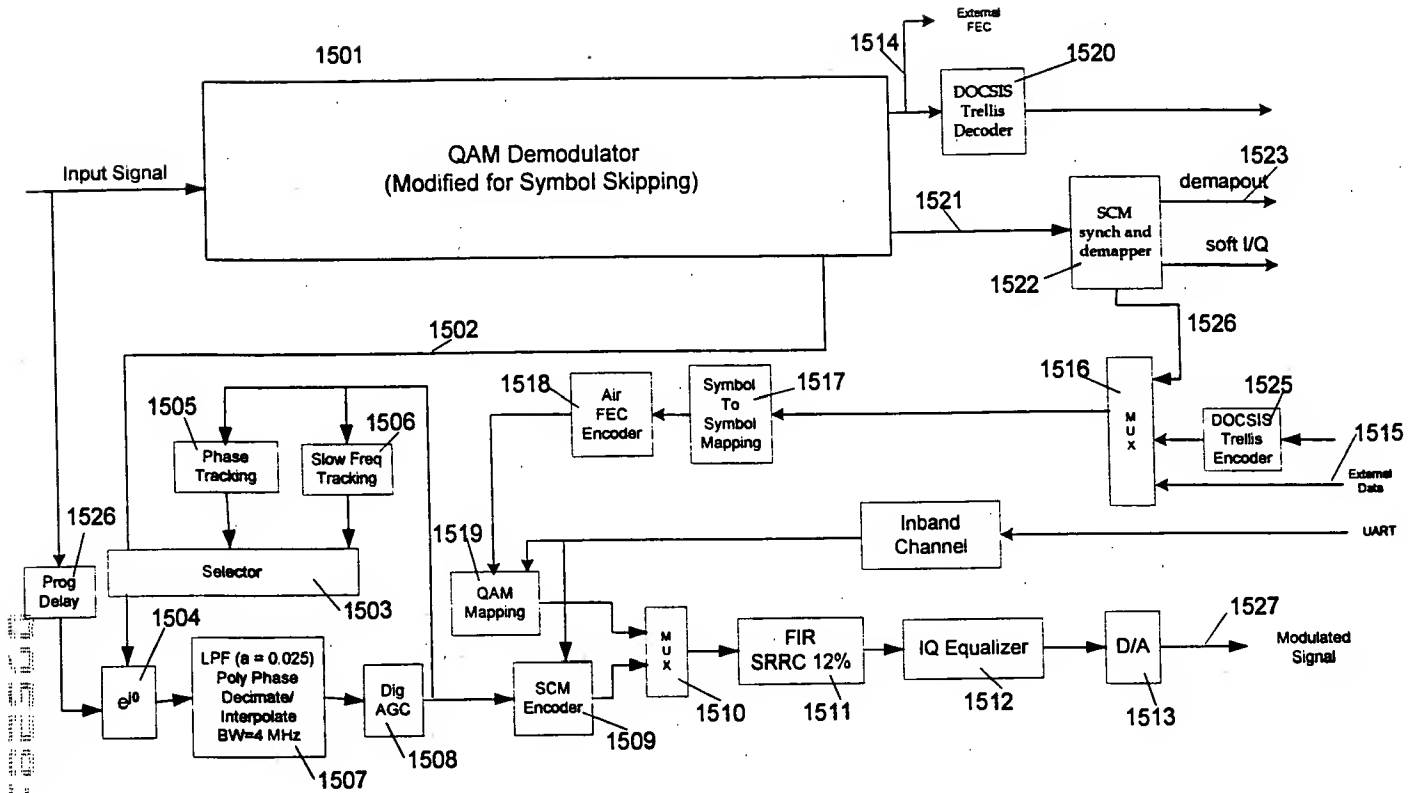 External
FEC
1514
1520
1501
DOCSIS
Trellis
Decoder
QAM Demodulator
(Modified for Symbol Skipping)
Input Signal
1523
demapout
1521
SCM
synch and
demapper
soft I/Q
1522
1526
1502
1516
MUX
1518
Air
FEC
Encoder
Symbol
To
Symbol
Mapping
1517
1525
DOCSIS
Trellis
Encoder
1515
External
Data
1505
Phase
Tracking
1506
Slow Freq
Tracking
1526
Prog
Delay
Selector
1503
Inband
Channel
UART
1519
QAM
Mapping
1504
e
LPF (a = 0.025)
Poly Phase
Decimate/
Interpolate
BW=4 MHz
1507
Dig
AGC
1508
SCM
Encoder
1509
MUX
1510
FIR
SRRC 12%
1511
IQ Equalizer
1512
D/A
1513
1527
Modulated
Signal